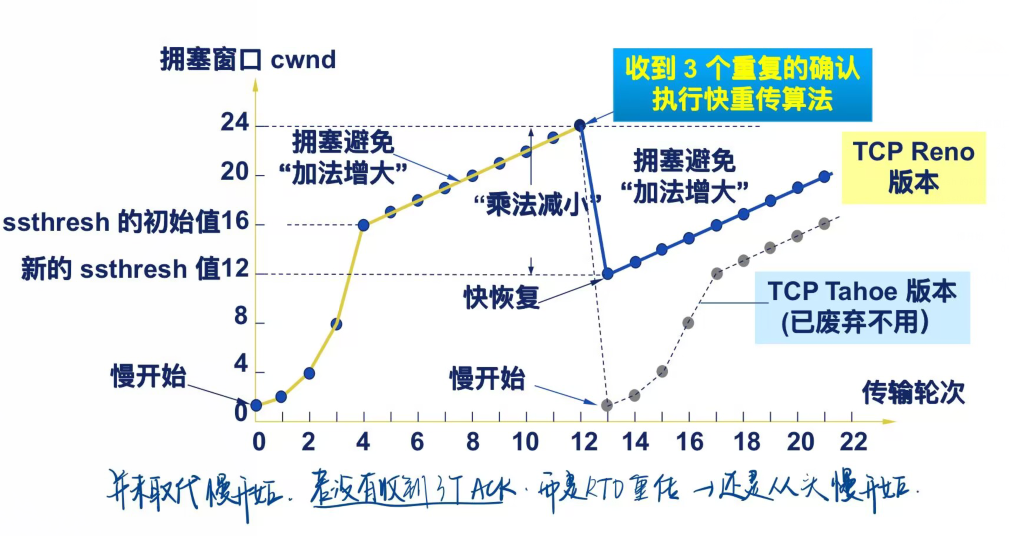 拥塞窗口 cwnd
收到 3 个重复的确认
执行快重传算法
24
拥塞避免
“加法增大”
拥塞避免
“加法增大”
TCP Reno
版本
20
“乘法减小”
ssthresh 的初始值16
新的 ssthresh 值12
快恢复
TCP Tahoe 版本
(已废弃不用）
8
慢开始
4
慢开始
传输轮次
0
0 2 4 6 8 10 12 14 16 18 20 22
并未取代慢开始. 若没有收到3个ACK. 而是RTO重传 →还是从头慢开始.